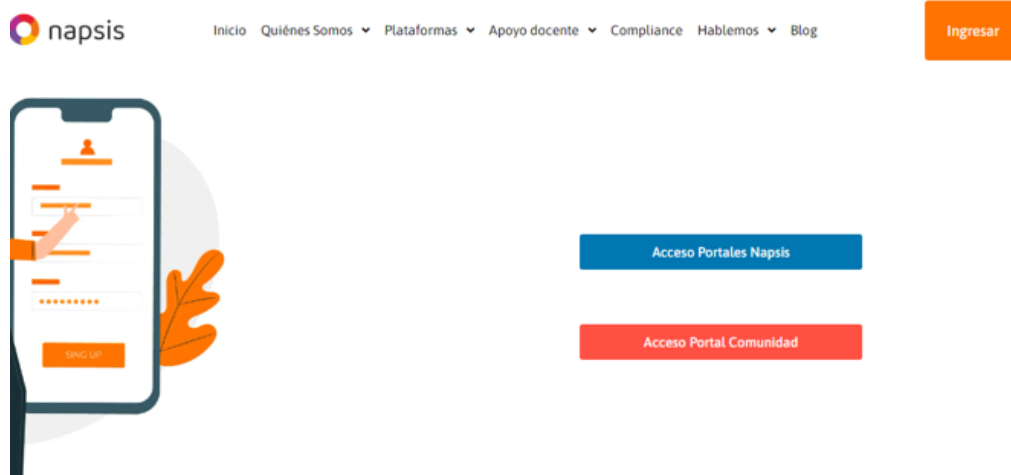 napsis
Inicio Quiénes Somos Plataformas Apoyo docente Compliance Hablemos Blog
Ingresar
Acceso Portales Napsis
Acceso Portal Comunidad
SING UP